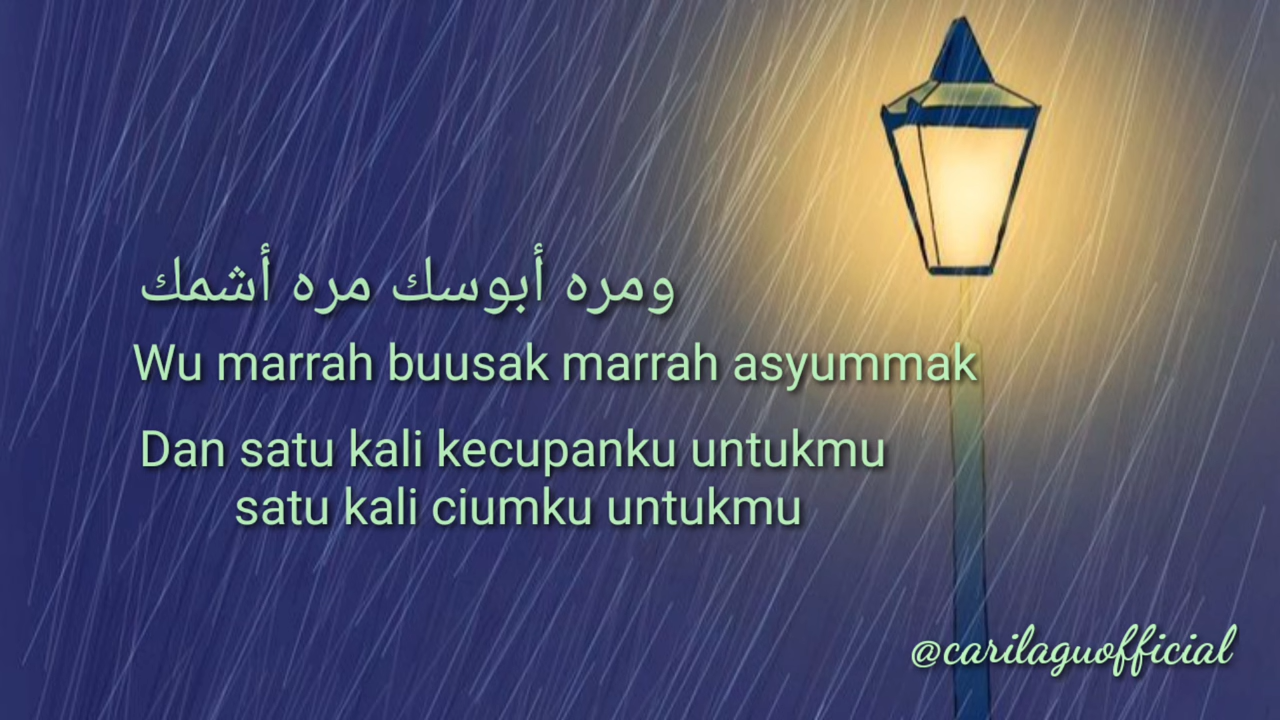 ومره أبوسك مره أشمك
Wu marrah buusak marrah asyummak
Dan satu kali kecupanku untukmu
satu kali ciumku untukmu
@carilaguofficial